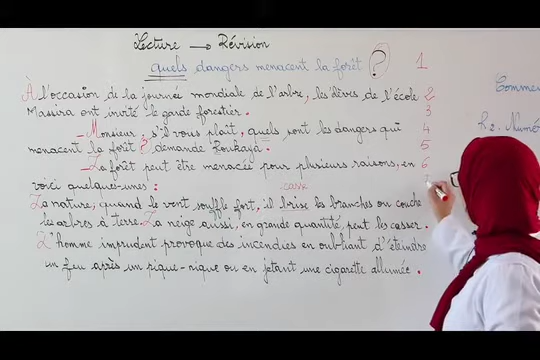 Lecture → Révision
Quels dangers menacent la forêt ? 1
À l'occasion de la journée mondiale de l'arbre, les élèves de l'école 2
Massira ont invité le garde forestier. 3
_ Monsieur, s'il vous plaît, quels sont les dangers qui 4
menacent la forêt ? demande Roukaya. 5
_ La forêt peut être menacée pour plusieurs raisons, en 6
voici quelques-unes :
casse
La nature, quand le vent souffle fort, il brise les branches ou couche
les arbres à terre. La neige aussi, en grande quantité, peut les casser.
L'homme imprudent provoque des incendies en oubliant d'éteindre
un feu après un pique-nique ou en jetant une cigarette allumée.
Commen
R2. Numéro